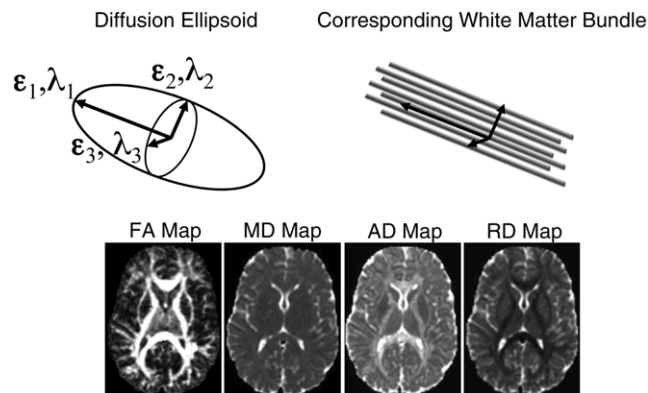 Diffusion Ellipsoid
Corresponding White Matter Bundle
ε₁,λ₁
ε₂,λ₂
ε₃, λ₃
FA Map
MD Map
AD Map
RD Map